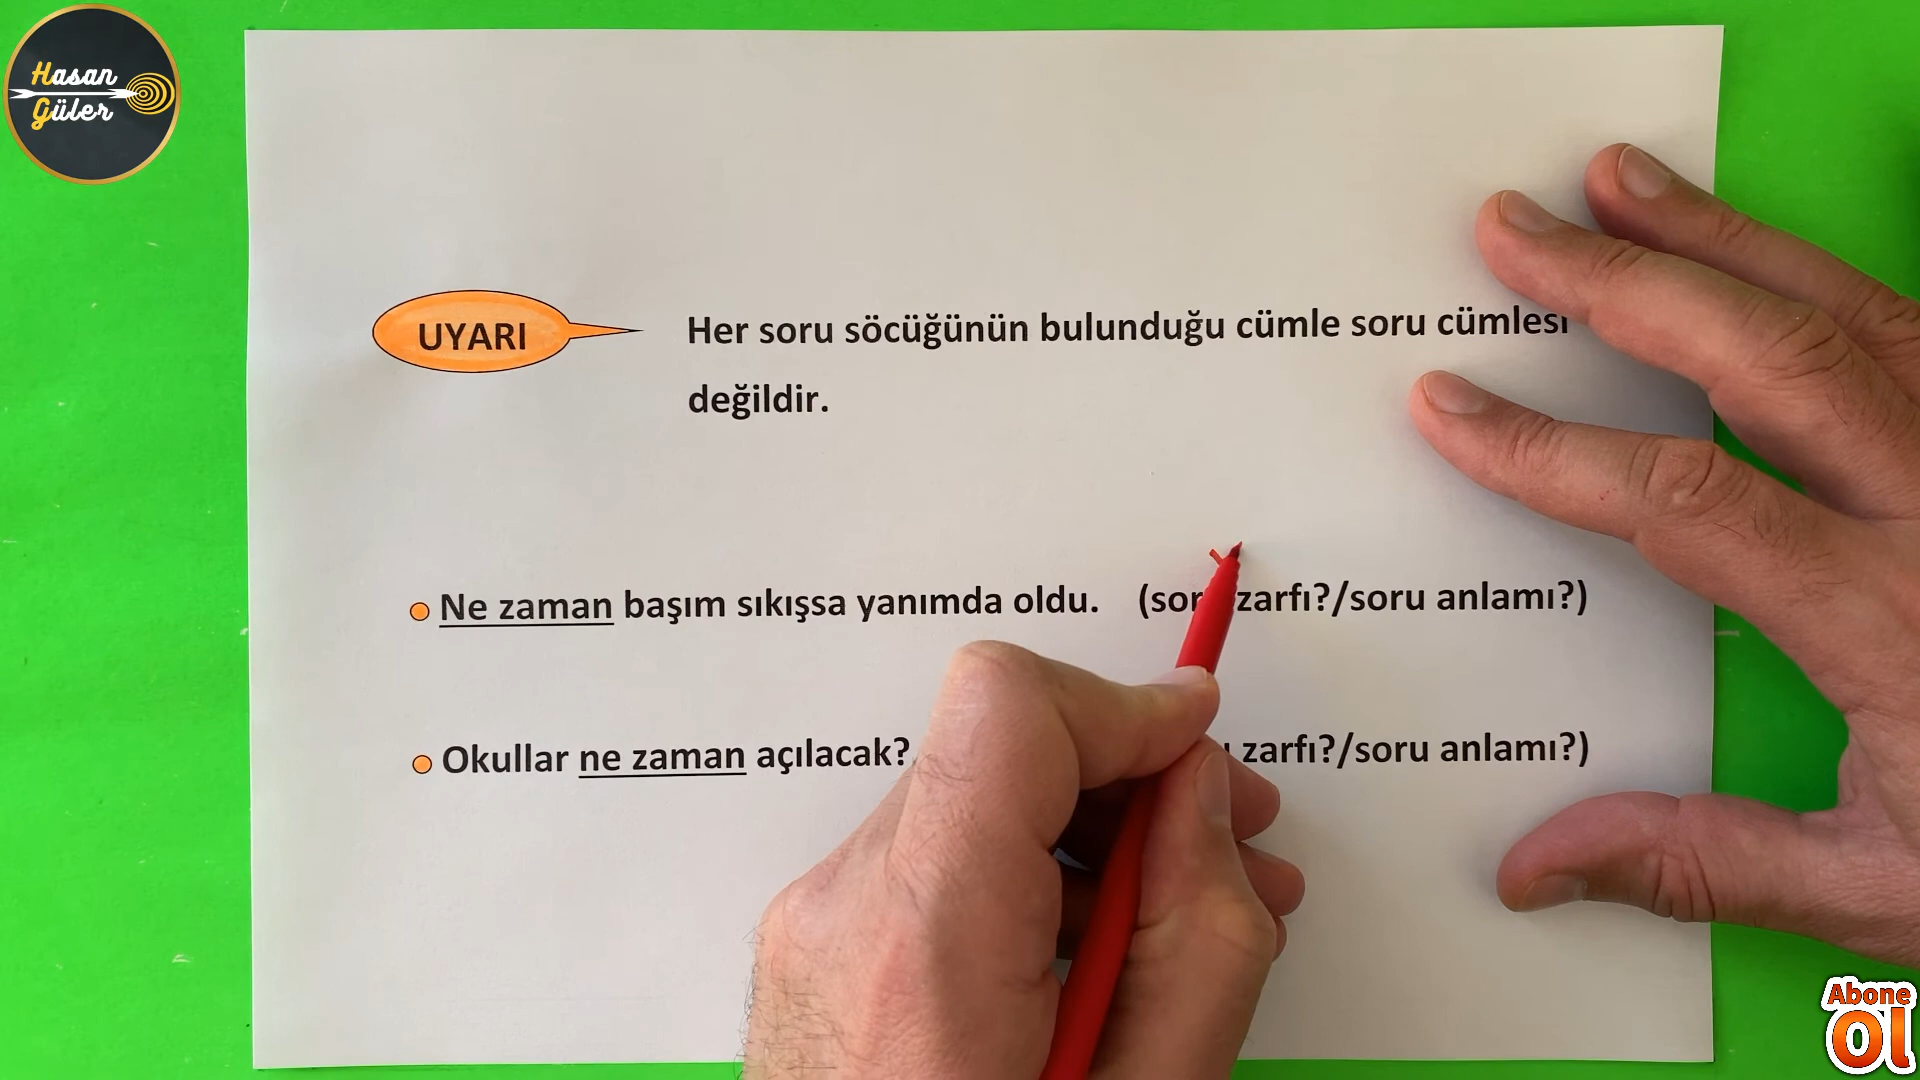 Hasan
Güler
UYARI
Her soru söcüğünün bulunduğu cümle soru cümlesi
değildir.
Ne zaman başım sıkışsa yanımda oldu. zarfı?/soru anlamı?)
Okullar ne zaman açılacak? zarfı?/soru anlamı?)
Abone
Ol